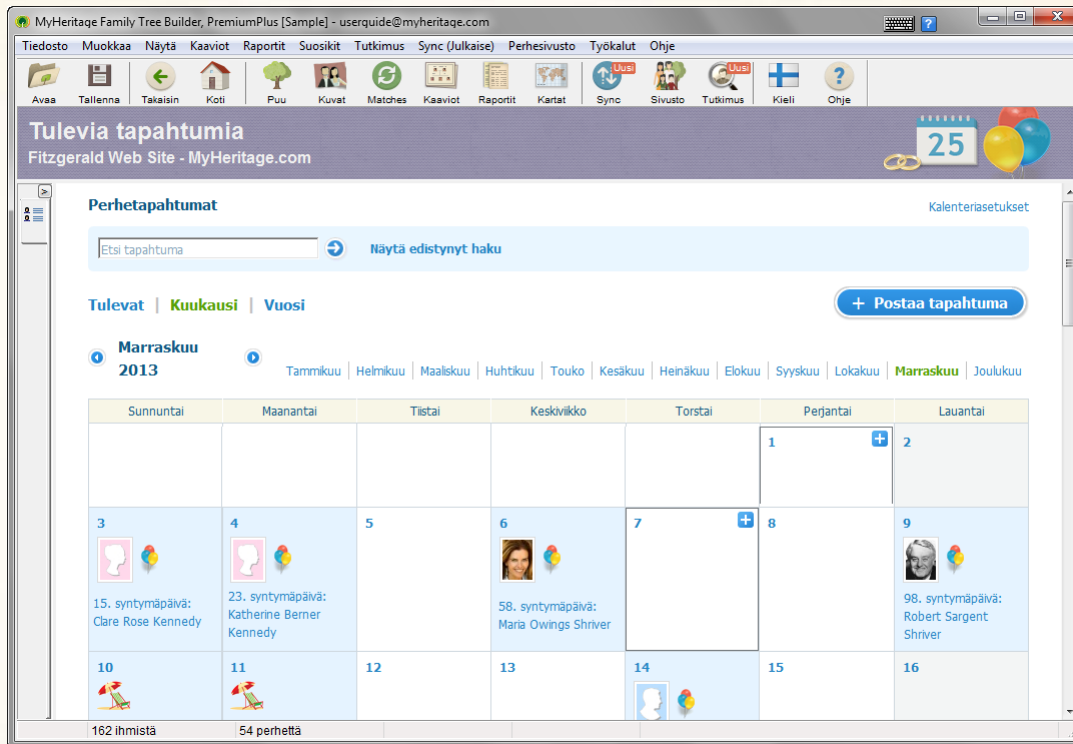 MyHeritage Family Tree Builder, PremiumPlus [Sample] - userguide@myheritage.com
Tiedosto Muokkaa Näytä Kaaviot Raportit Suosikit Tutkimus Sync (Julkaise) Perhesivusto Työkalut Ohje
Uusi Uusi
Avaa Tallenna Takaisin Koti Puu Kuvat Matches Kaaviot Raportit Kartat Sync Sivusto Tutkimus Kieli Ohje
Tulevia tapahtumia
Fitzgerald Web Site - MyHeritage.com
25
Perhetapahtumat
Kalenteriasetukset
Etsi tapahtuma
Näytä edistynyt haku
Tulevat | Kuukausi | Vuosi
+ Postaa tapahtuma
Marraskuu
2013
Tammikuu | Helmikuu | Maaliskuu | Huhtikuu | Touko | Kesäkuu | Heinäkuu | Elokuu | Syyskuu | Lokakuu | Marraskuu | Joulukuu
Sunnuntai Maanantai Tiistai Keskiviikko Torstai Perjantai Lauantai
1 2
3 4 5 6 7 8 9
15. syntymäpäivä:
Clare Rose Kennedy
23. syntymäpäivä:
Katherine Berner
Kennedy
58. syntymäpäivä:
Maria Owings Shriver
98. syntymäpäivä:
Robert Sargent
Shriver
10 11 12 13 14 15 16
162 ihmistä 54 perhettä